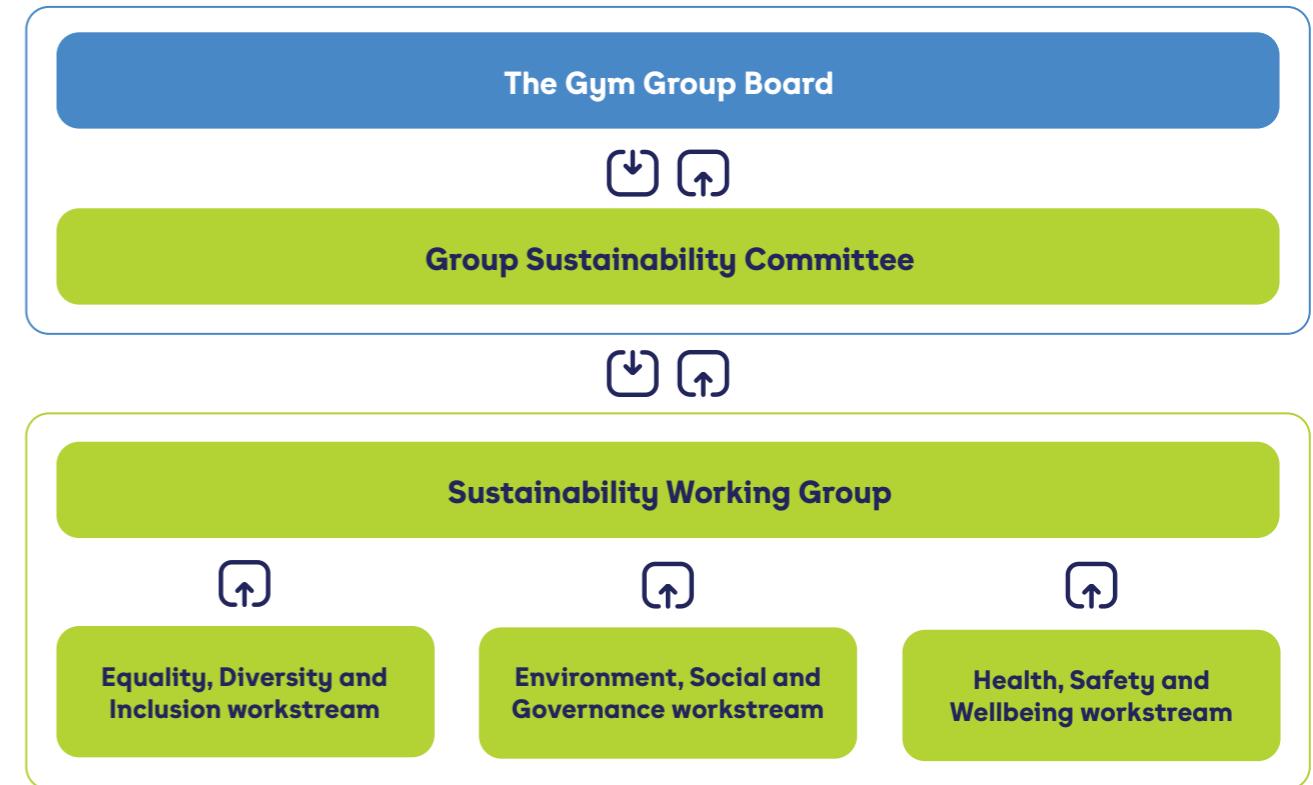 The Gym Group Board
Group Sustainability Committee
Sustainability Working Group
Equality, Diversity and
Inclusion workstream
Environment, Social and
Governance workstream
Health, Safety and
Wellbeing workstream